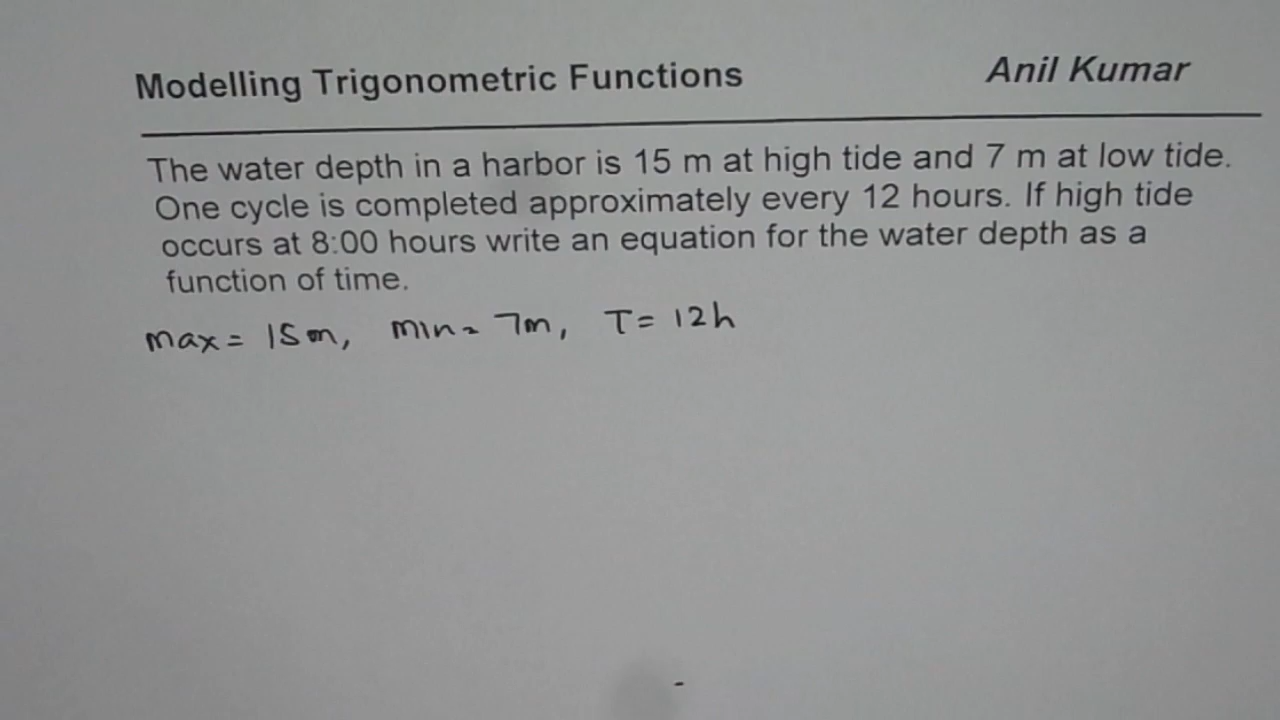 Modelling Trigonometric Functions Anil Kumar
The water depth in a harbor is 15 m at high tide and 7 m at low tide.
One cycle is completed approximately every 12 hours. If high tide
occurs at 8:00 hours write an equation for the water depth as a
function of time.
max = 15m, min = 7m, T = 12h